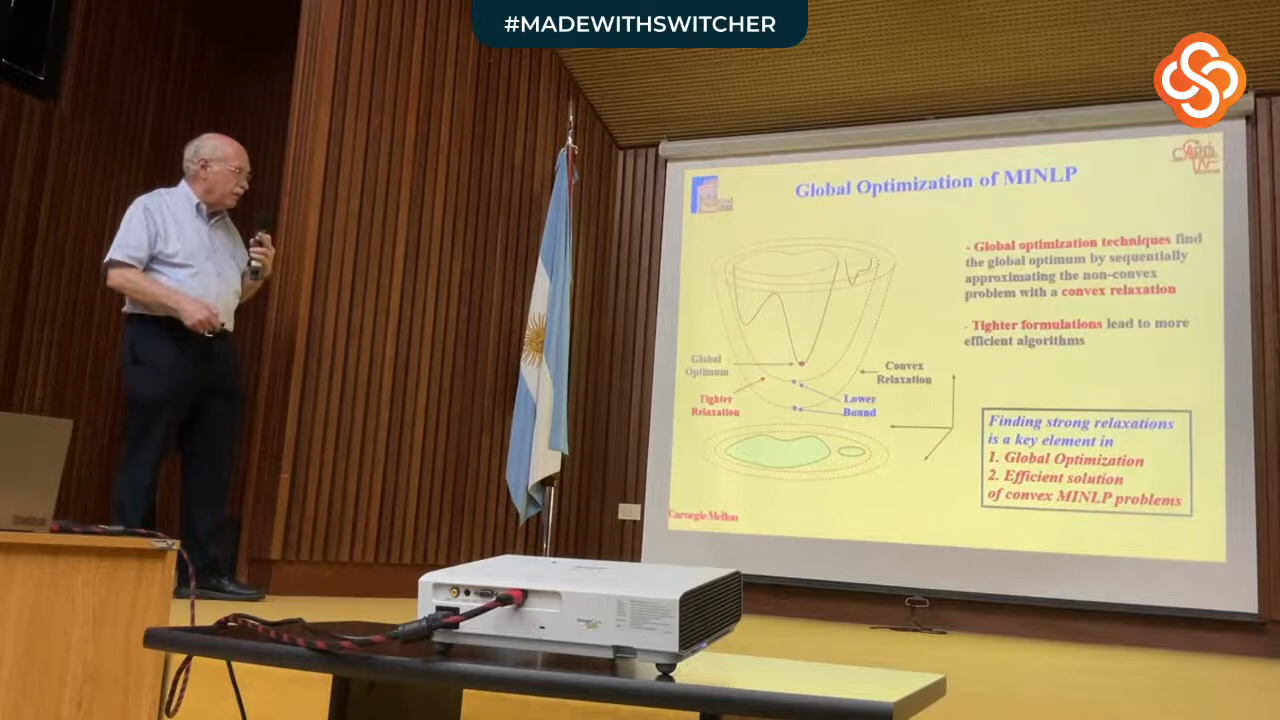 #MADEWITHSWITCHER
CAPD
Global Optimization of MINLP
- Global optimization techniques find
the global optimum by sequentially
approximating the non-convex
problem with a convex relaxation
- Tighter formulations lead to more
efficient algorithms
Global
Optimum
Convex
Relaxation
Tighter
Relaxation
Lower
Bound
Finding strong relaxations
is a key element in
1. Global Optimization
2. Efficient solution
of convex MINLP problems
Carnegie Mellon